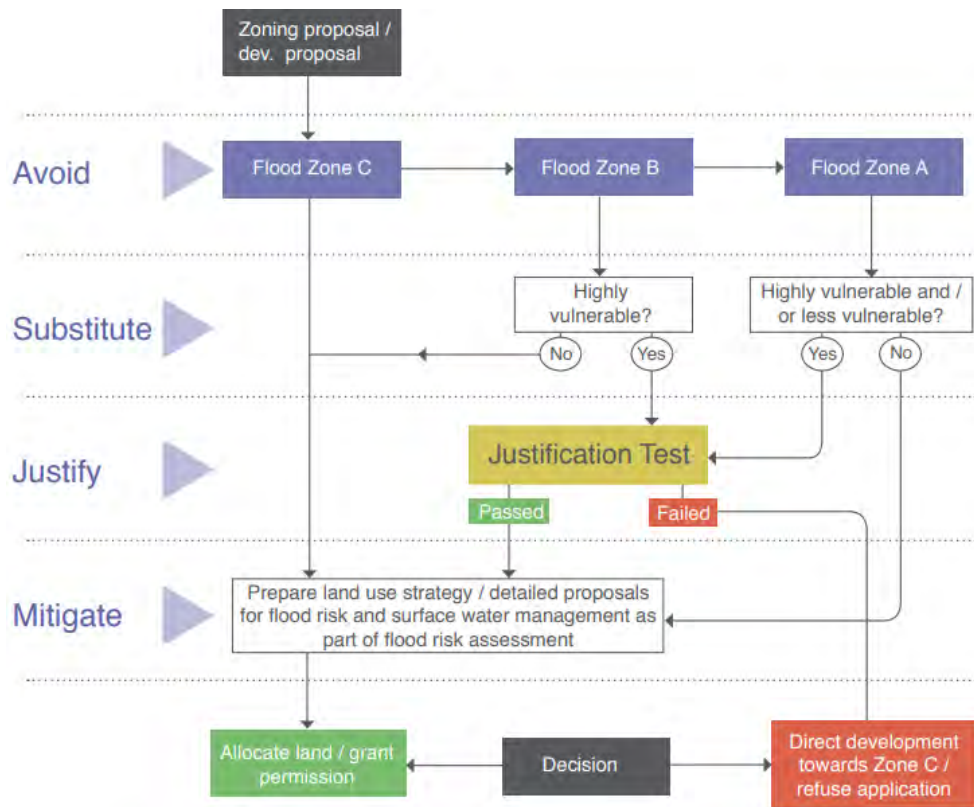 Zoning proposal /
dev. proposal
Avoid
Flood Zone C
Flood Zone B
Flood Zone A
Substitute
Highly
vulnerable?
No
Yes
Highly vulnerable and /
or less vulnerable?
Yes
No
Justify
Justification Test
Passed
Failed
Mitigate
Prepare land use strategy / detailed proposals
for flood risk and surface water management as
part of flood risk assessment
Allocate land / grant
permission
Decision
Direct development
towards Zone C /
refuse application